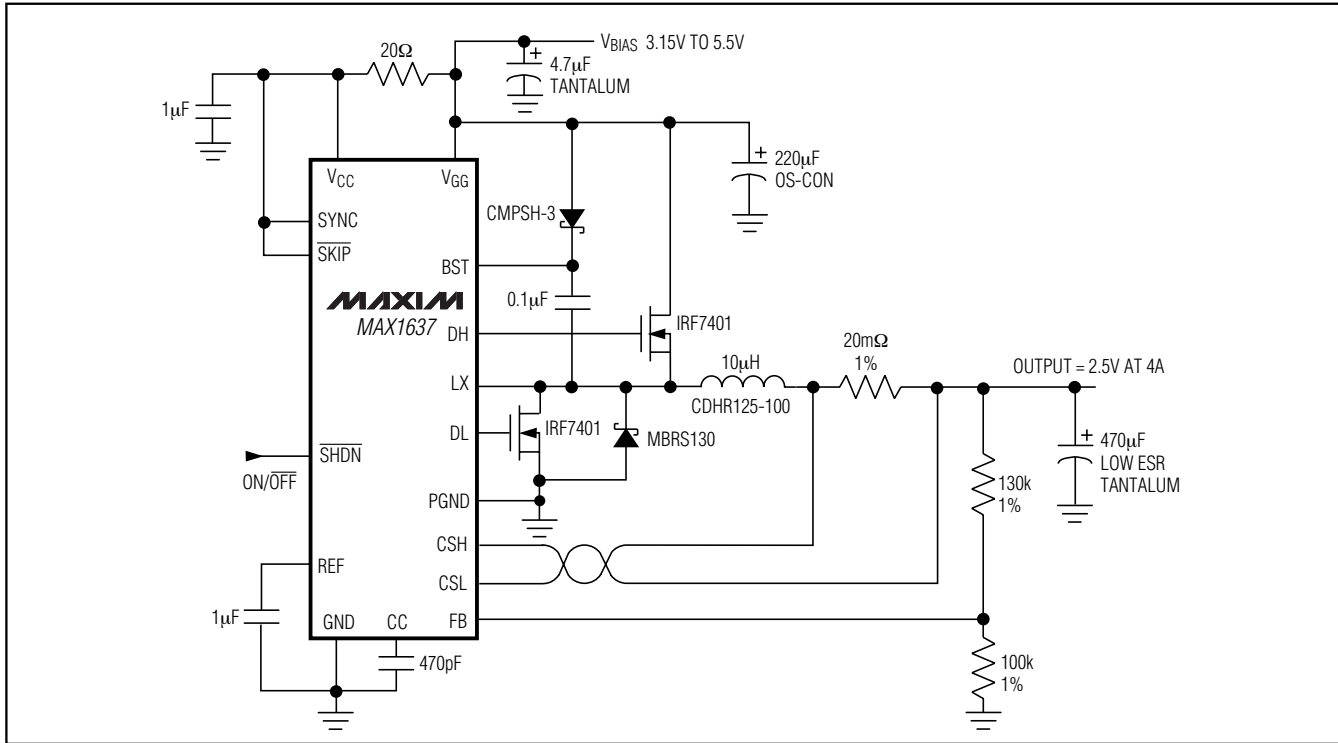 VBIAS 3.15V TO 5.5V
20Ω
4.7μF
TANTALUM
1μF
220μF
OS-CON
VCC
VGG
CMPSH-3
SYNC
SKIP
BST
MAXIM
MAX1637
0.1μF
DH
IRF7401
20mΩ
1%
10μH
OUTPUT = 2.5V AT 4A
LX
CDHR125-100
IRF7401
MBRS130
DL
470μF
LOW ESR
TANTALUM
SHDN
ON/OFF
130k
1%
PGND
CSH
REF
CSL
1μF
GND
CC
FB
470pF
100k
1%